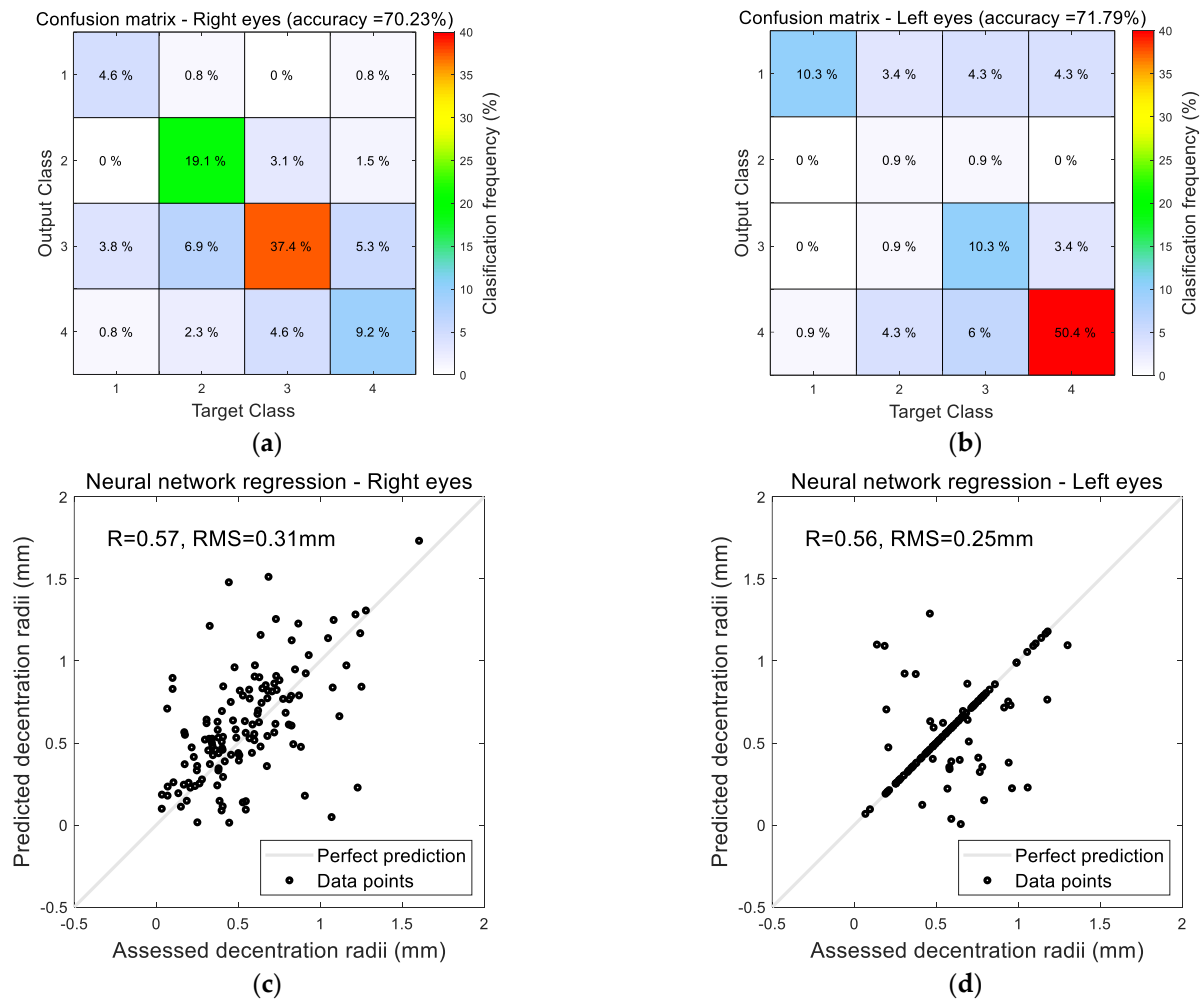 Confusion matrix - Right eyes (accuracy =70.23%)
1
2
3
4
Output Class
4.6 % 0.8 % 0 % 0.8 %
0 % 19.1 % 3.1 % 1.5 %
3.8 % 6.9 % 37.4 % 5.3 %
0.8 % 2.3 % 4.6 % 9.2 %
1 2 3 4
Target Class
40
35
30
25
20
15
10
5
0
Clasification frequency (%)
(a)
Confusion matrix - Left eyes (accuracy =71.79%)
1
2
3
4
Output Class
10.3 % 3.4 % 4.3 % 4.3 %
0 % 0.9 % 0.9 % 0 %
0 % 0.9 % 10.3 % 3.4 %
0.9 % 4.3 % 6 % 50.4 %
1 2 3 4
Target Class
40
35
30
25
20
15
10
5
0
Clasification frequency (%)
(b)
Neural network regression - Right eyes
R=0.57, RMS=0.31mm
2
1.5
1
0.5
0
-0.5
Predicted decentration radii (mm)
Perfect prediction
Data points
-0.5 0 0.5 1 1.5 2
Assessed decentration radii (mm)
(c)
Neural network regression - Left eyes
R=0.56, RMS=0.25mm
2
1.5
1
0.5
0
-0.5
Predicted decentration radii (mm)
Perfect prediction
Data points
-0.5 0 0.5 1 1.5 2
Assessed decentration radii (mm)
(d)